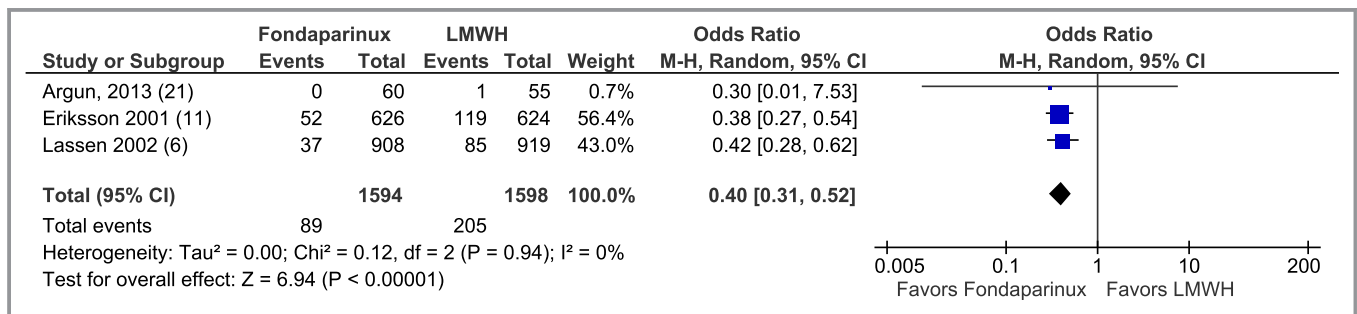 Fondaparinux LMWH Odds Ratio Odds Ratio
Study or Subgroup Events Total Events Total Weight M-H, Random, 95% CI M-H, Random, 95% CI
Argun, 2013 (21) 0 60 1 55 0.7% 0.30 [0.01, 7.53]
Eriksson 2001 (11) 52 626 119 624 56.4% 0.38 [0.27, 0.54]
Lassen 2002 (6) 37 908 85 919 43.0% 0.42 [0.28, 0.62]
Total (95% CI) 1594 1598 100.0% 0.40 [0.31, 0.52]
Total events 89 205
Heterogeneity: Tau² = 0.00; Chi² = 0.12, df = 2 (P = 0.94); I² = 0%
Test for overall effect: Z = 6.94 (P < 0.00001)
0.005 0.1 1 10 200
Favors Fondaparinux Favors LMWH